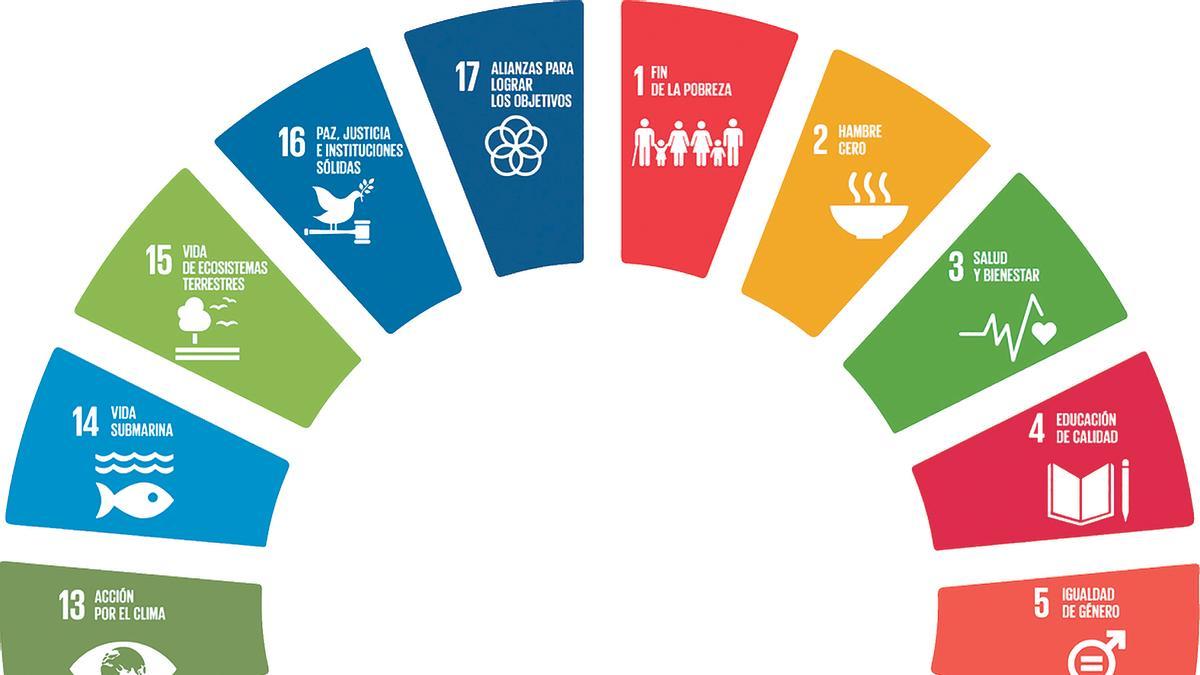 17 ALIANZAS PARA
LOGRAR
LOS OBJETIVOS
1 FIN
DE LA POBREZA
16 PAZ, JUSTICIA
E INSTITUCIONES
SÓLIDAS
2 HAMBRE
CERO
15 VIDA
DE ECOSISTEMAS
TERRESTRES
3 SALUD
Y BIENESTAR
14 VIDA
SUBMARINA
4 EDUCACIÓN
DE CALIDAD
13 ACCIÓN
POR EL CLIMA
5 IGUALDAD
DE GÉNERO